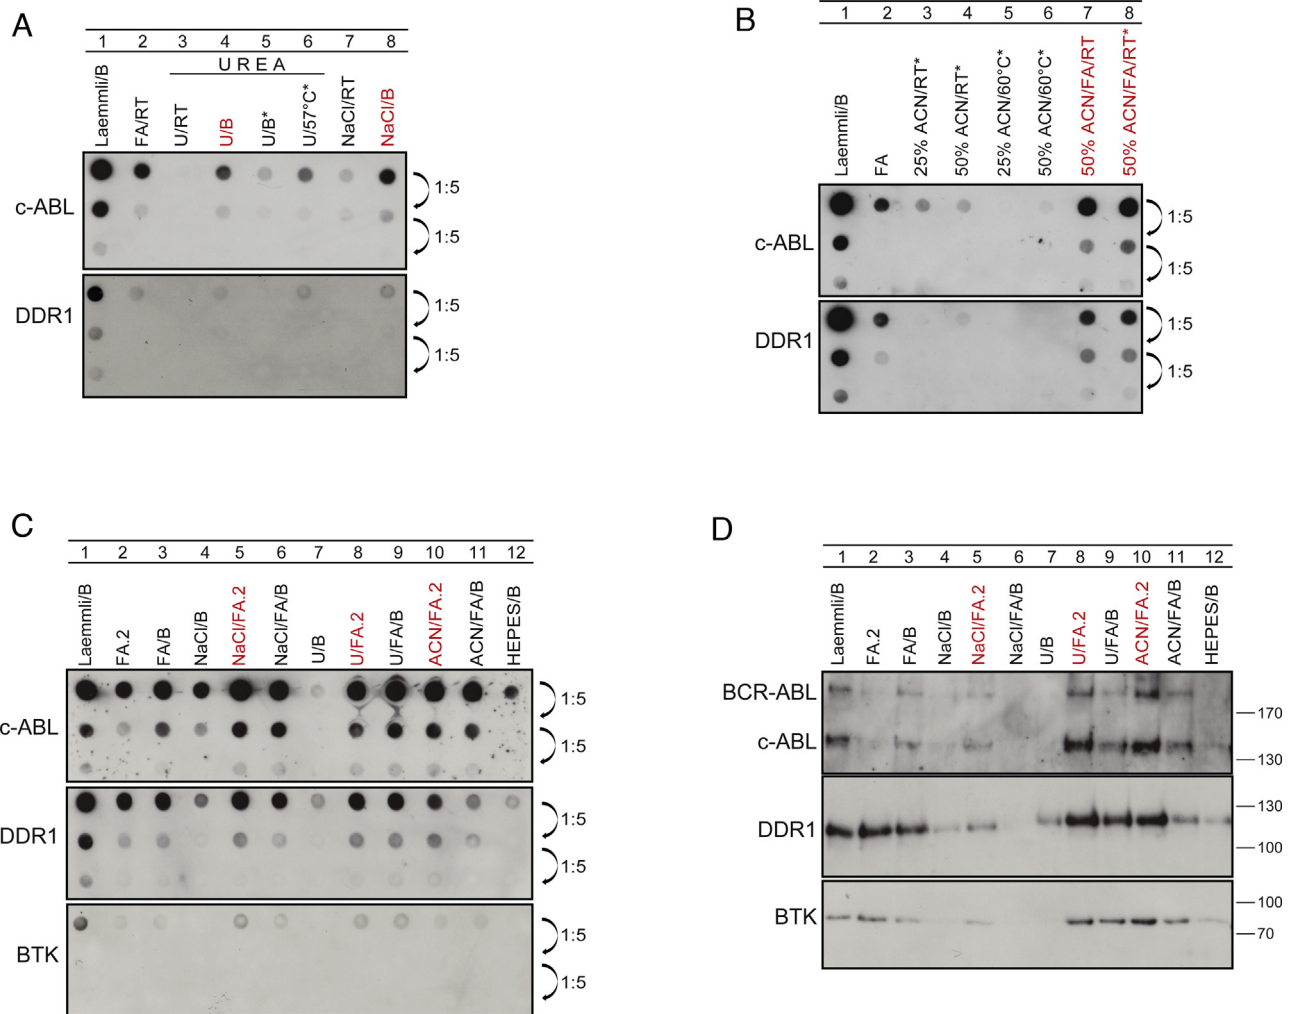 A
1 2 3 4 5 6 7 8
UREA
Laemmli/B
FA/RT
U/RT
U/B
U/B*
U/57°C*
NaCl/RT
NaCl/B
c-ABL
1:5
1:5
DDR1
1:5
1:5
B
1 2 3 4 5 6 7 8
Laemmli/B
FA
25% ACN/RT*
50% ACN/RT*
25% ACN/60°C*
50% ACN/60°C*
50% ACN/FA/RT
50% ACN/FA/RT*
c-ABL
1:5
1:5
DDR1
1:5
1:5
C
1 2 3 4 5 6 7 8 9 10 11 12
Laemmli/B
FA.2
FA/B
NaCl/B
NaCl/FA.2
NaCl/FA/B
U/B
U/FA.2
U/FA/B
ACN/FA.2
ACN/FA/B
HEPES/B
c-ABL
1:5
1:5
DDR1
1:5
1:5
BTK
1:5
1:5
D
1 2 3 4 5 6 7 8 9 10 11 12
Laemmli/B
FA.2
FA/B
NaCl/B
NaCl/FA.2
NaCl/FA/B
U/B
U/FA.2
U/FA/B
ACN/FA.2
ACN/FA/B
HEPES/B
BCR-ABL
170
c-ABL
130
130
DDR1
100
100
BTK
70